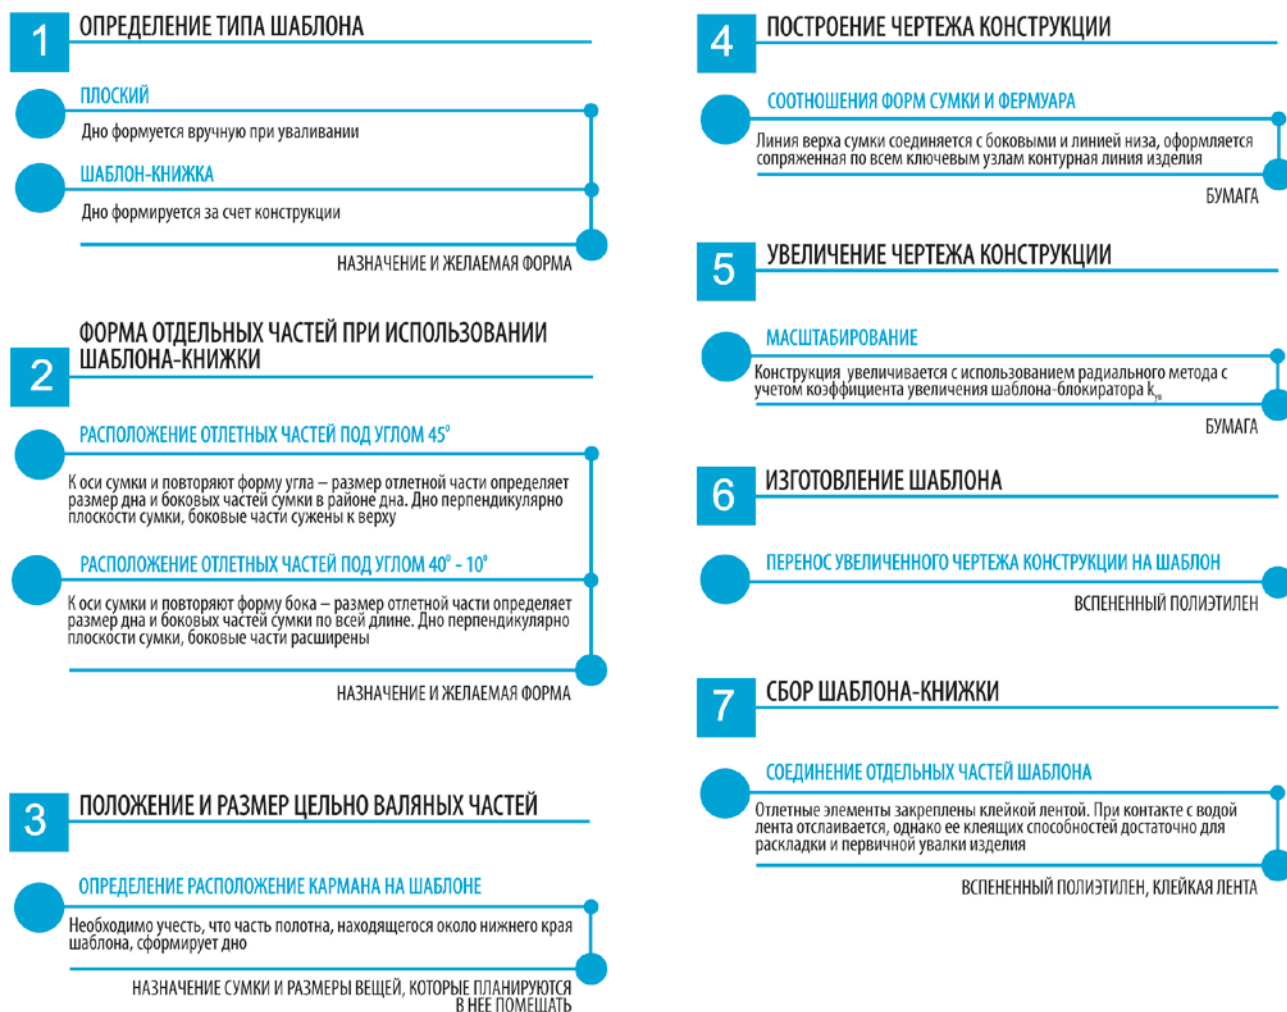 1
ОПРЕДЕЛЕНИЕ ТИПА ШАБЛОНА
ПЛОСКИЙ
Дно формуется вручную при уваливании
ШАБЛОН-КНИЖКА
Дно формируется за счет конструкции
НАЗНАЧЕНИЕ И ЖЕЛАЕМАЯ ФОРМА
2
ФОРМА ОТДЕЛЬНЫХ ЧАСТЕЙ ПРИ ИСПОЛЬЗОВАНИИ
ШАБЛОНА-КНИЖКИ
РАСПОЛОЖЕНИЕ ОТЛЕТНЫХ ЧАСТЕЙ ПОД УГЛОМ 45°
К оси сумки и повторяют форму угла – размер отлетной части определяет
размер дна и боковых частей сумки в районе дна. Дно перпендикулярно
плоскости сумки, боковые части сужены к верху
РАСПОЛОЖЕНИЕ ОТЛЕТНЫХ ЧАСТЕЙ ПОД УГЛОМ 40° - 10°
К оси сумки и повторяют форму бока – размер отлетной части определяет
размер дна и боковых частей сумки по всей длине. Дно перпендикулярно
плоскости сумки, боковые части расширены
НАЗНАЧЕНИЕ И ЖЕЛАЕМАЯ ФОРМА
3
ПОЛОЖЕНИЕ И РАЗМЕР ЦЕЛЬНО ВАЛЯНЫХ ЧАСТЕЙ
ОПРЕДЕЛЕНИЕ РАСПОЛОЖЕНИЕ КАРМАНА НА ШАБЛОНЕ
Необходимо учесть, что часть полотна, находящегося около нижнего края
шаблона, сформирует дно
НАЗНАЧЕНИЕ СУМКИ И РАЗМЕРЫ ВЕЩЕЙ, КОТОРЫЕ ПЛАНИРУЮТСЯ
В НЕЕ ПОМЕЩАТЬ
4
ПОСТРОЕНИЕ ЧЕРТЕЖА КОНСТРУКЦИИ
СООТНОШЕНИЯ ФОРМ СУМКИ И ФЕРМУАРА
Линия верха сумки соединяется с боковыми и линией низа, оформляется
сопряженная по всем ключевым узлам контурная линия изделия
БУМАГА
5
УВЕЛИЧЕНИЕ ЧЕРТЕЖА КОНСТРУКЦИИ
МАСШТАБИРОВАНИЕ
Конструкция увеличивается с использованием радиального метода с
учетом коэффициента увеличения шаблона-блокиратора k
БУМАГА
6
ИЗГОТОВЛЕНИЕ ШАБЛОНА
ПЕРЕНОС УВЕЛИЧЕННОГО ЧЕРТЕЖА КОНСТРУКЦИИ НА ШАБЛОН
ВСПЕНЕННЫЙ ПОЛИЭТИЛЕН
7
СБОР ШАБЛОНА-КНИЖКИ
СОЕДИНЕНИЕ ОТДЕЛЬНЫХ ЧАСТЕЙ ШАБЛОНА
Отлетные элементы закреплены клейкой лентой. При контакте с водой
лента отслаивается, однако ее клеящих способностей достаточно для
раскладки и первичной увалки изделия
ВСПЕНЕННЫЙ ПОЛИЭТИЛЕН, КЛЕЙКАЯ ЛЕНТА